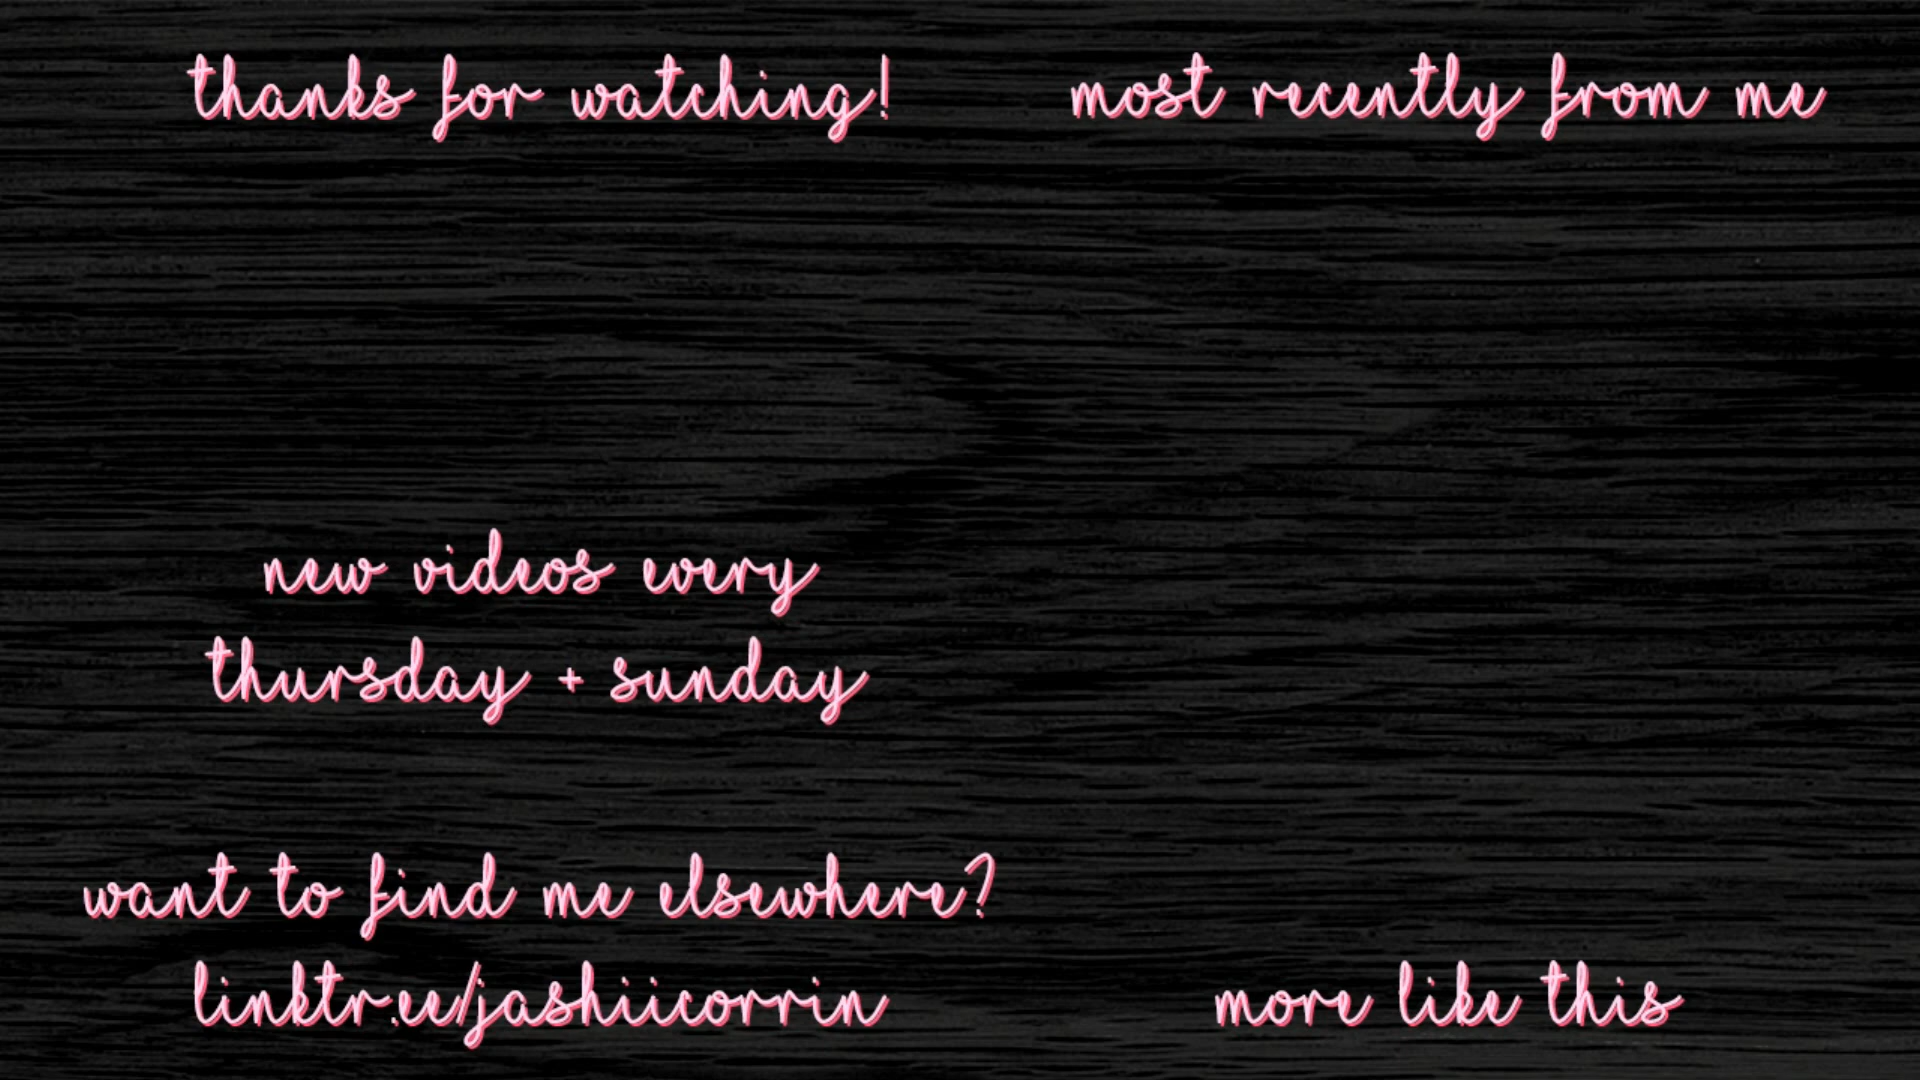 thanks for watching!
most recently from me
new videos every
thursday + sunday
want to find me elsewhere?
linktr.ee/jashiicorrin
more like this